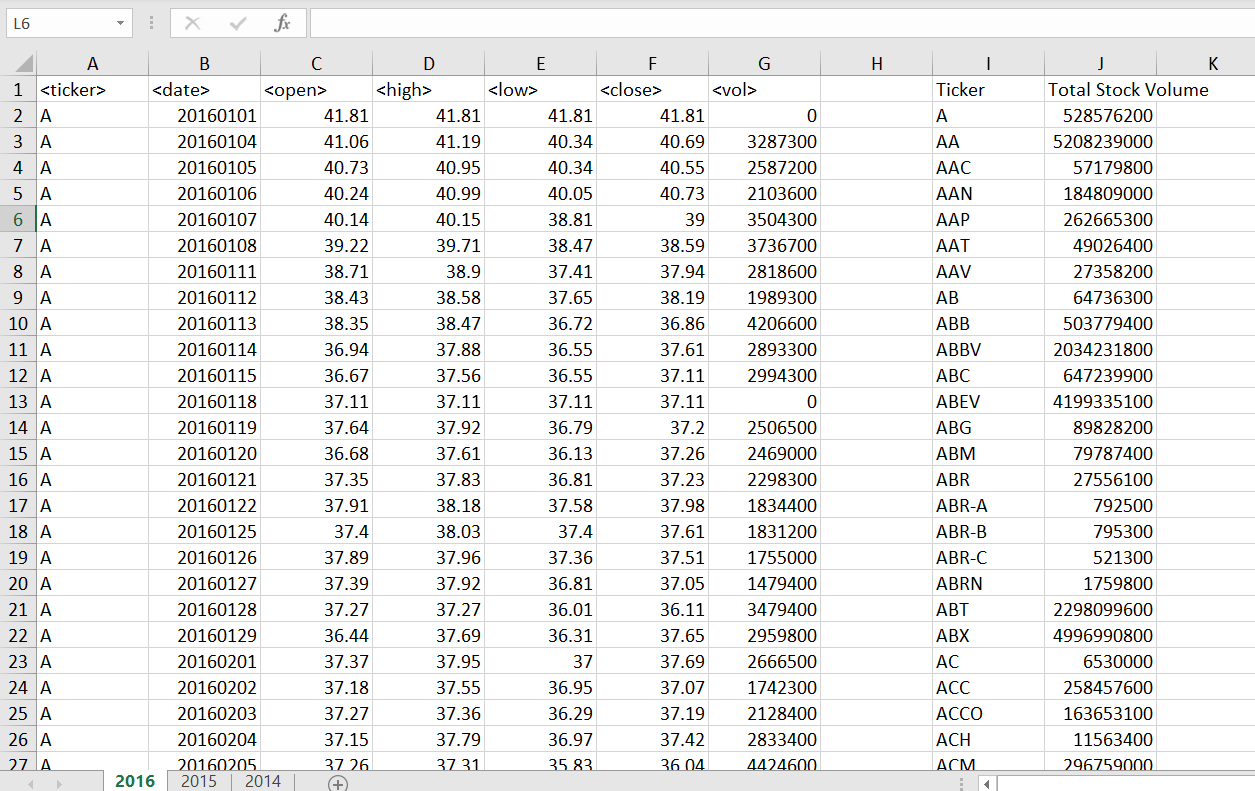 L6 fx
A B C D E F G H I J K
1 <ticker> <date> <open> <high> <low> <close> <vol> Ticker Total Stock Volume
2 A 20160101 41.81 41.81 41.81 41.81 0 A 528576200
3 A 20160104 41.06 41.19 40.34 40.69 3287300 AA 5208239000
4 A 20160105 40.73 40.95 40.34 40.55 2587200 AAC 57179800
5 A 20160106 40.24 40.99 40.05 40.73 2103600 AAN 184809000
6 A 20160107 40.14 40.15 38.81 39 3504300 AAP 262665300
7 A 20160108 39.22 39.71 38.47 38.59 3736700 AAT 49026400
8 A 20160111 38.71 38.9 37.41 37.94 2818600 AAV 27358200
9 A 20160112 38.43 38.58 37.65 38.19 1989300 AB 64736300
10 A 20160113 38.35 38.47 36.72 36.86 4206600 ABB 503779400
11 A 20160114 36.94 37.88 36.55 37.61 2893300 ABBV 2034231800
12 A 20160115 36.67 37.56 36.55 37.11 2994300 ABC 647239900
13 A 20160118 37.11 37.11 37.11 37.11 0 ABEV 4199335100
14 A 20160119 37.64 37.92 36.79 37.2 2506500 ABG 89828200
15 A 20160120 36.68 37.61 36.13 37.26 2469000 ABM 79787400
16 A 20160121 37.35 37.83 36.81 37.23 2298300 ABR 27556100
17 A 20160122 37.91 38.18 37.58 37.98 1834400 ABR-A 792500
18 A 20160125 37.4 38.03 37.4 37.61 1831200 ABR-B 795300
19 A 20160126 37.89 37.96 37.36 37.51 1755000 ABR-C 521300
20 A 20160127 37.39 37.92 36.81 37.05 1479400 ABRN 1759800
21 A 20160128 37.27 37.27 36.01 36.11 3479400 ABT 2298099600
22 A 20160129 36.44 37.69 36.31 37.65 2959800 ABX 4996990800
23 A 20160201 37.37 37.95 37 37.69 2666500 AC 6530000
24 A 20160202 37.18 37.55 36.95 37.07 1742300 ACC 258457600
25 A 20160203 37.27 37.36 36.29 37.19 2128400 ACCO 163653100
26 A 20160204 37.15 37.79 36.97 37.42 2833400 ACH 11563400
27 A 20160205 37.26 37.31 35.83 36.04 4424600 ACM 296759000
2016 2015 2014